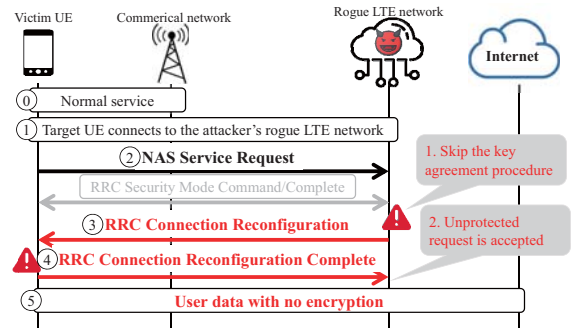 Victim UE
Commerical network
Rogue LTE network
Internet
0 Normal service
1 Target UE connects to the attacker's rogue LTE network
2 NAS Service Request
1. Skip the key
agreement procedure
RRC Security Mode Command/Complete
3 RRC Connection Reconfiguration
2. Unprotected
request is accepted
4 RRC Connection Reconfiguration Complete
5 User data with no encryption